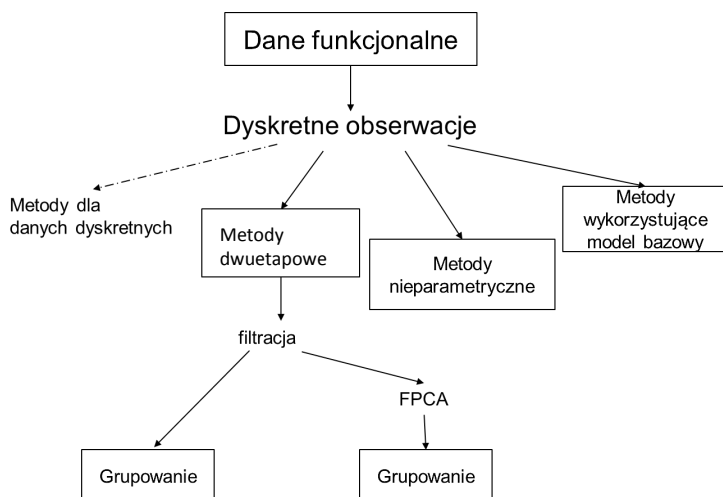 Dane funkcjonalne
Dyskretne obserwacje
Metody dla
danych dyskretnych
Metody
dwuetapowe
Metody
nieparametryczne
Metody
wykorzystujące
model bazowy
filtracja
FPCA
Grupowanie
Grupowanie